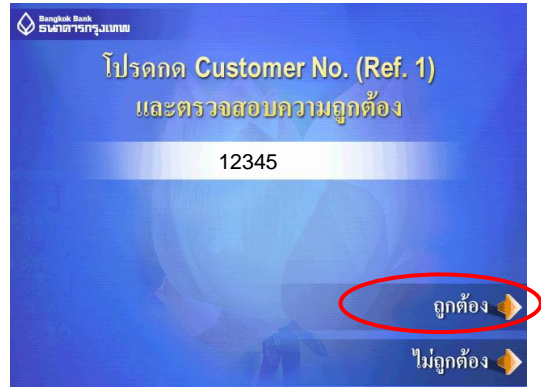 Bangkok Bank
ธนาคารกรุงเทพ
โปรดกด Customer No. (Ref. 1)
และตรวจสอบความถูกต้อง
12345
ถูกต้อง
ไม่ถูกต้อง